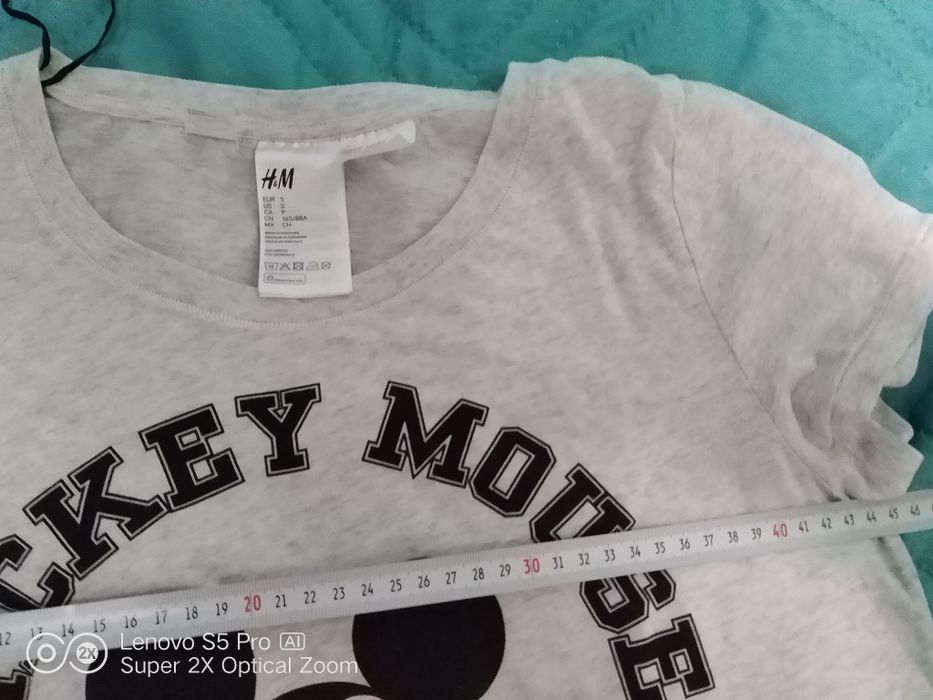 H&M
EUR S
US S
CA P
CN 165/88A
MX CH
CKEY MOUSE
12 13 14 15 16 17 18 19 20 21 22 23 24 25 26 27 28 29 30 31 32 33 34 35 36 37 38 39 40 41 42 43 44 45 46
2X
Lenovo S5 Pro AI
Super 2X Optical Zoom